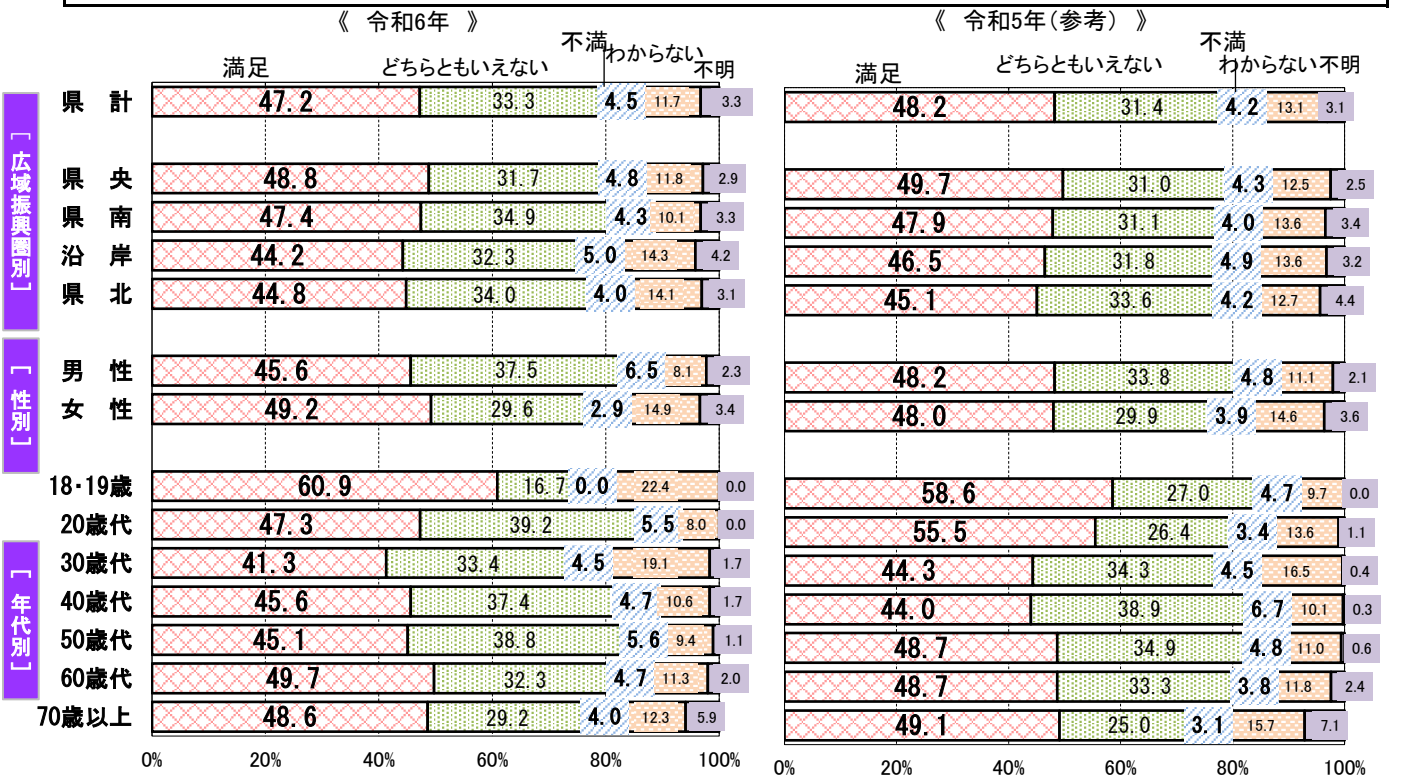 《 令和6年 》
《 令和5年(参考) 》
満足 どちらともいえない 不満 わからない 不明
満足 どちらともいえない 不満 わからない 不明
県 計 47.2 33.3 4.5 11.7 3.3 48.2 31.4 4.2 13.1 3.1
[広域振興圏別]
県 央 48.8 31.7 4.8 11.8 2.9 49.7 31.0 4.3 12.5 2.5
県 南 47.4 34.9 4.3 10.1 3.3 47.9 31.1 4.0 13.6 3.4
沿 岸 44.2 32.3 5.0 14.3 4.2 46.5 31.8 4.9 13.6 3.2
県 北 44.8 34.0 4.0 14.1 3.1 45.1 33.6 4.2 12.7 4.4
[性別]
男 性 45.6 37.5 6.5 8.1 2.3 48.2 33.8 4.8 11.1 2.1
女 性 49.2 29.6 2.9 14.9 3.4 48.0 29.9 3.9 14.6 3.6
[年代別]
18・19歳 60.9 16.7 0.0 22.4 0.0 58.6 27.0 4.7 9.7 0.0
20歳代 47.3 39.2 5.5 8.0 0.0 55.5 26.4 3.4 13.6 1.1
30歳代 41.3 33.4 4.5 19.1 1.7 44.3 34.3 4.5 16.5 0.4
40歳代 45.6 37.4 4.7 10.6 1.7 44.0 38.9 6.7 10.1 0.3
50歳代 45.1 38.8 5.6 9.4 1.1 48.7 34.9 4.8 11.0 0.6
60歳代 49.7 32.3 4.7 11.3 2.0 48.7 33.3 3.8 11.8 2.4
70歳以上 48.6 29.2 4.0 12.3 5.9 49.1 25.0 3.1 15.7 7.1
0% 20% 40% 60% 80% 100%
0% 20% 40% 60% 80% 100%